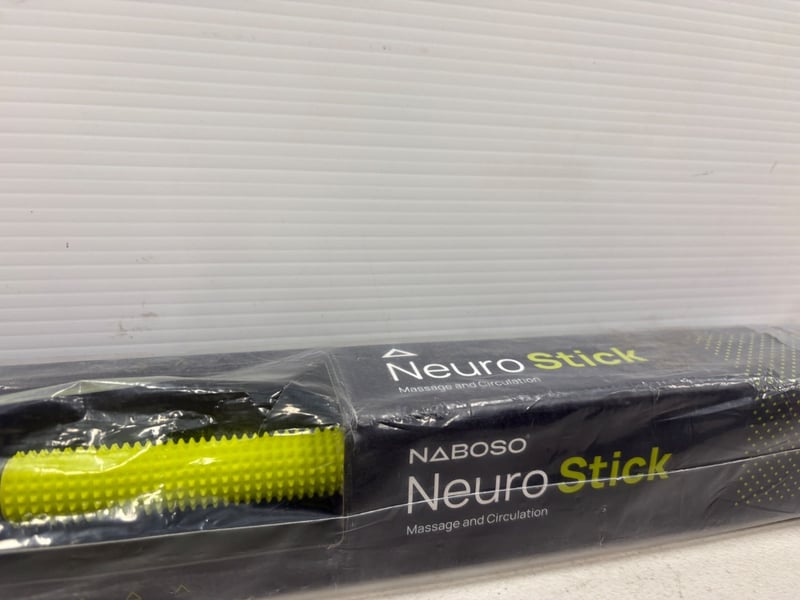 Neuro Stick
Massage and Circulation
NABOSO
Neuro Stick
Massage and Circulation